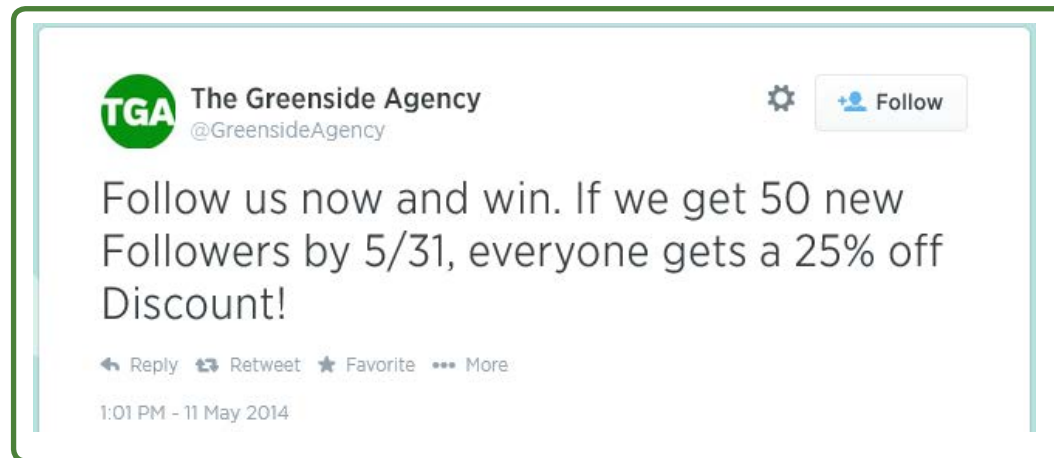 TGA
The Greenside Agency
@GreensideAgency
Follow
Follow us now and win. If we get 50 new
Followers by 5/31, everyone gets a 25% off
Discount!
Reply Retweet Favorite More
1:01 PM - 11 May 2014